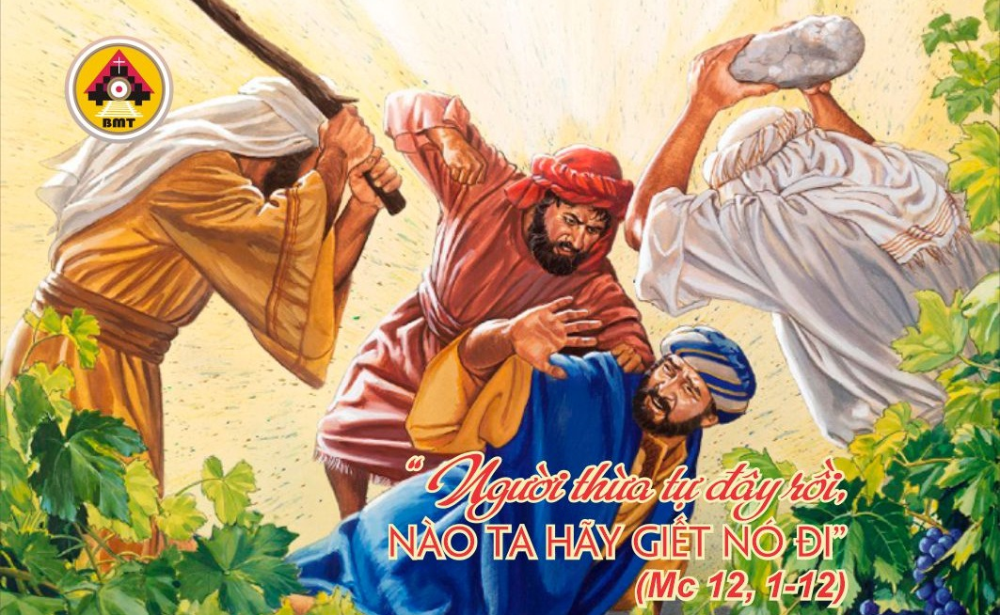 BMT
“Người thừa tự đây rồi,
NÀO TA HÃY GIẾT NÓ ĐI”
(Mc 12, 1-12)